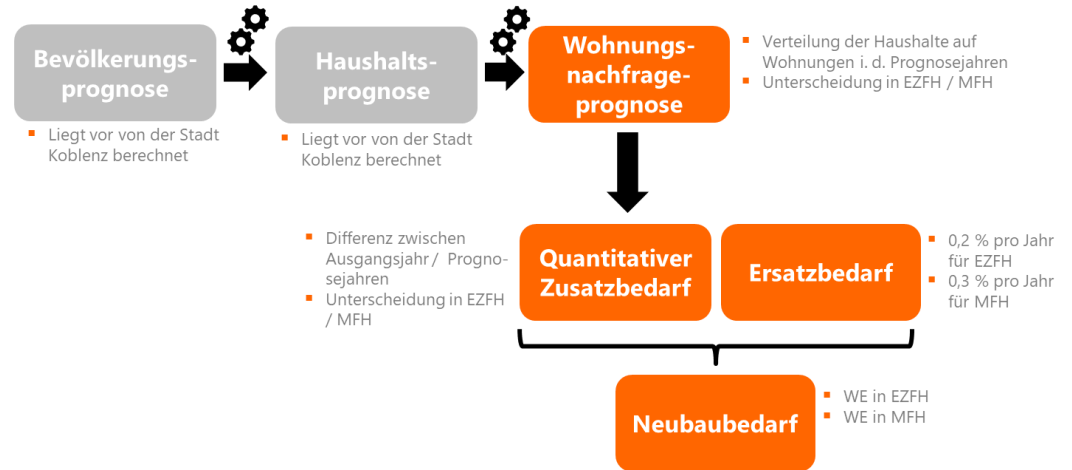 Bevölkerungs-
prognose
Liegt vor von der Stadt
Koblenz berechnet
Haushalts-
prognose
Liegt vor von der Stadt
Koblenz berechnet
Wohnungs-
nachfrage-
prognose
Verteilung der Haushalte auf
Wohnungen i. d. Prognosejahren
Unterscheidung in EZFH / MFH
Differenz zwischen
Ausgangsjahr / Progno-
sejahren
Unterscheidung in EZFH
/ MFH
Quantitativer
Zusatzbedarf
Ersatzbedarf
0,2 % pro Jahr
für EZFH
0,3 % pro Jahr
für MFH
Neubaubedarf
WE in EZFH
WE in MFH